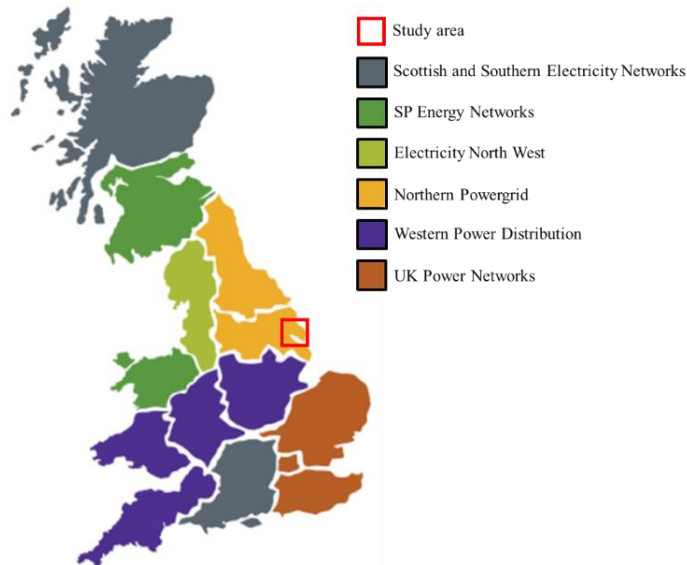 Study area
Scottish and Southern Electricity Networks
SP Energy Networks
Electricity North West
Northern Powergrid
Western Power Distribution
UK Power Networks